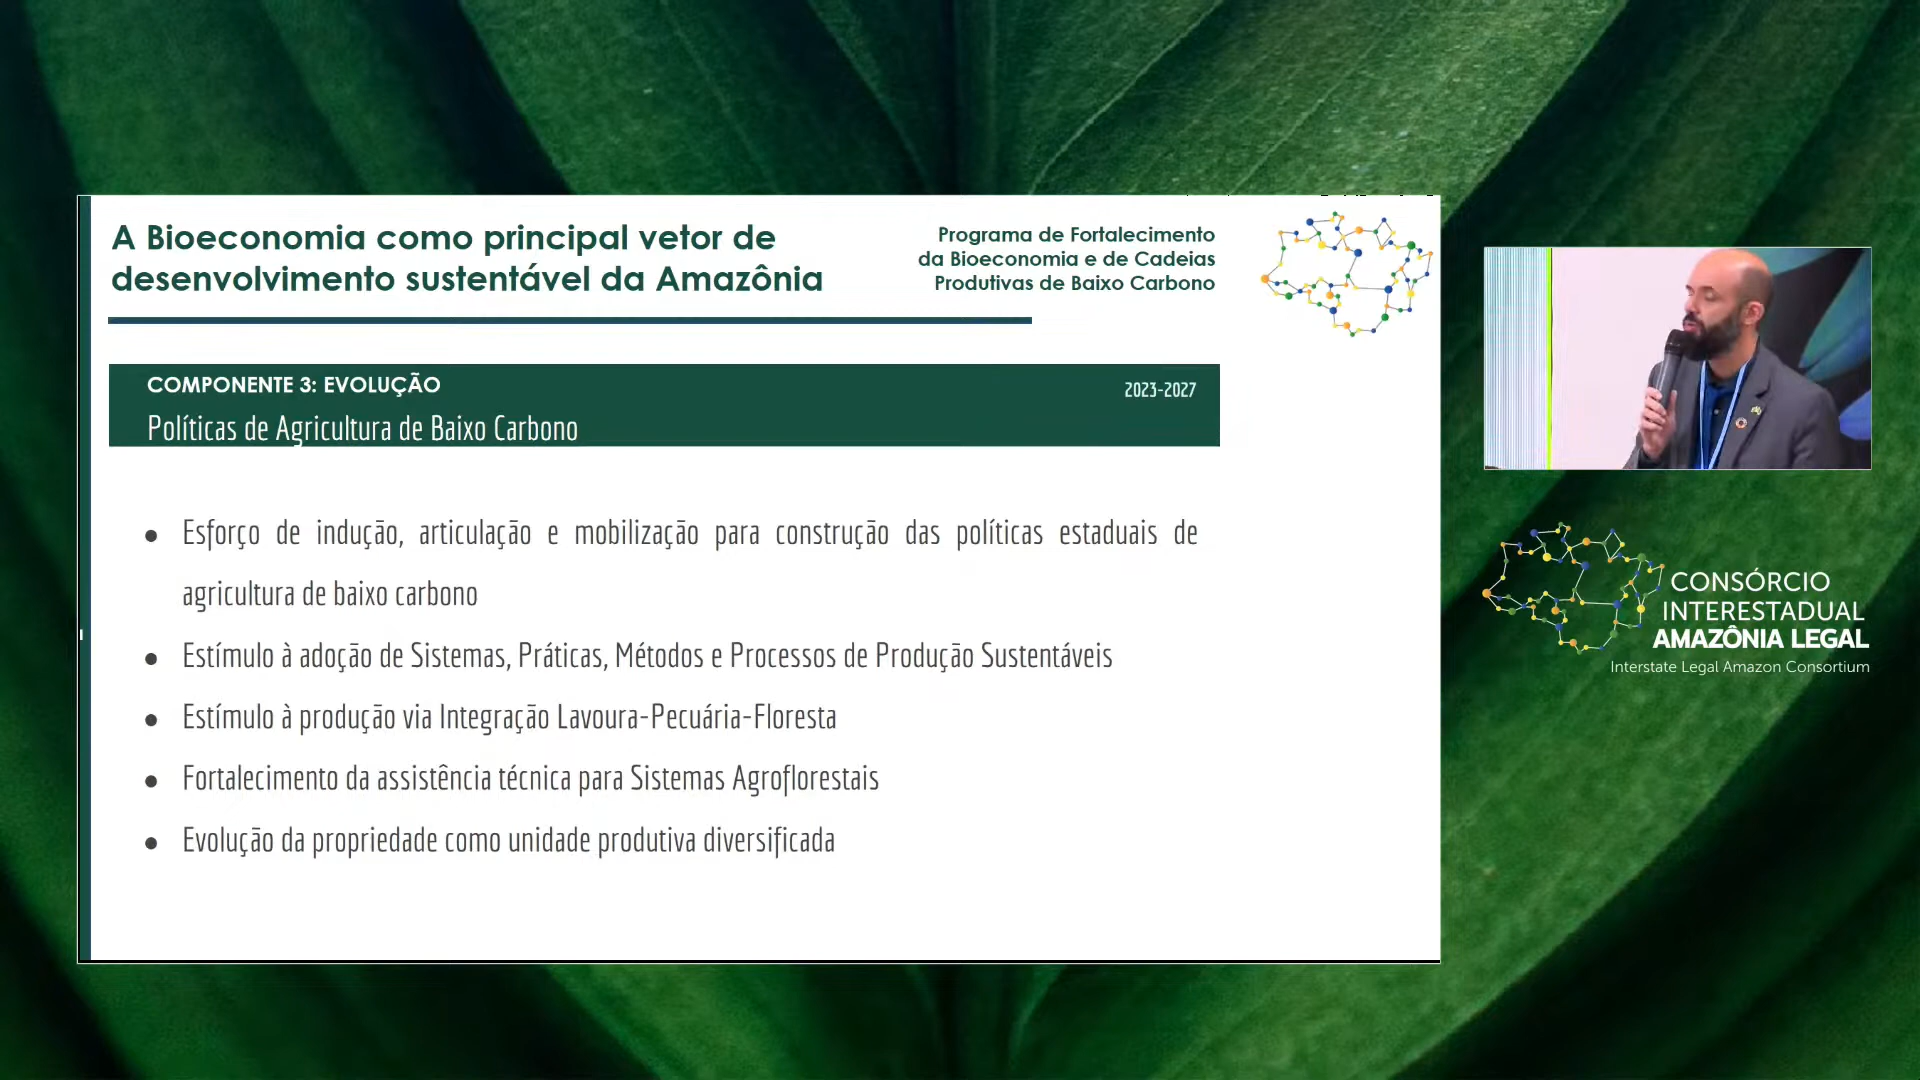 A Bioeconomia como principal vetor de
desenvolvimento sustentável da Amazônia
Programa de Fortalecimento
da Bioeconomia e de Cadeias
Produtivas de Baixo Carbono
COMPONENTE 3: EVOLUÇÃO
2023-2027
Políticas de Agricultura de Baixo Carbono
● Esforço de indução, articulação e mobilização para construção das políticas estaduais de
agricultura de baixo carbono
● Estímulo à adoção de Sistemas, Práticas, Métodos e Processos de Produção Sustentáveis
● Estímulo à produção via Integração Lavoura-Pecuária-Floresta
● Fortalecimento da assistência técnica para Sistemas Agroflorestais
● Evolução da propriedade como unidade produtiva diversificada
CONSÓRCIO
INTERESTADUAL
AMAZÔNIA LEGAL
Interstate Legal Amazon Consortium